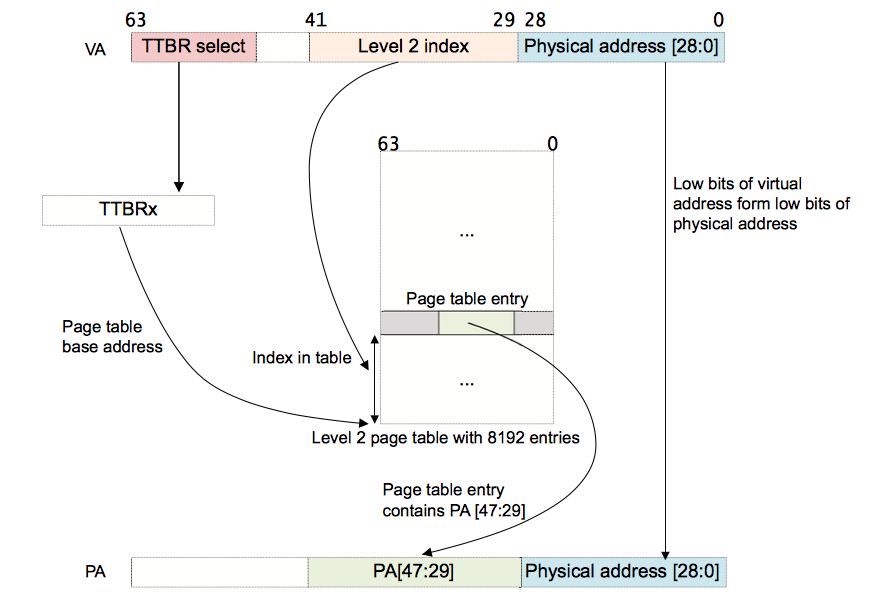 63 41 29 28 0
VA TTBR select Level 2 index Physical address [28:0]
63 0
Low bits of virtual
address form low bits of
physical address
TTBRx
...
Page table entry
Page table
base address
Index in table
...
Level 2 page table with 8192 entries
Page table entry
contains PA [47:29]
PA PA[47:29] Physical address [28:0]